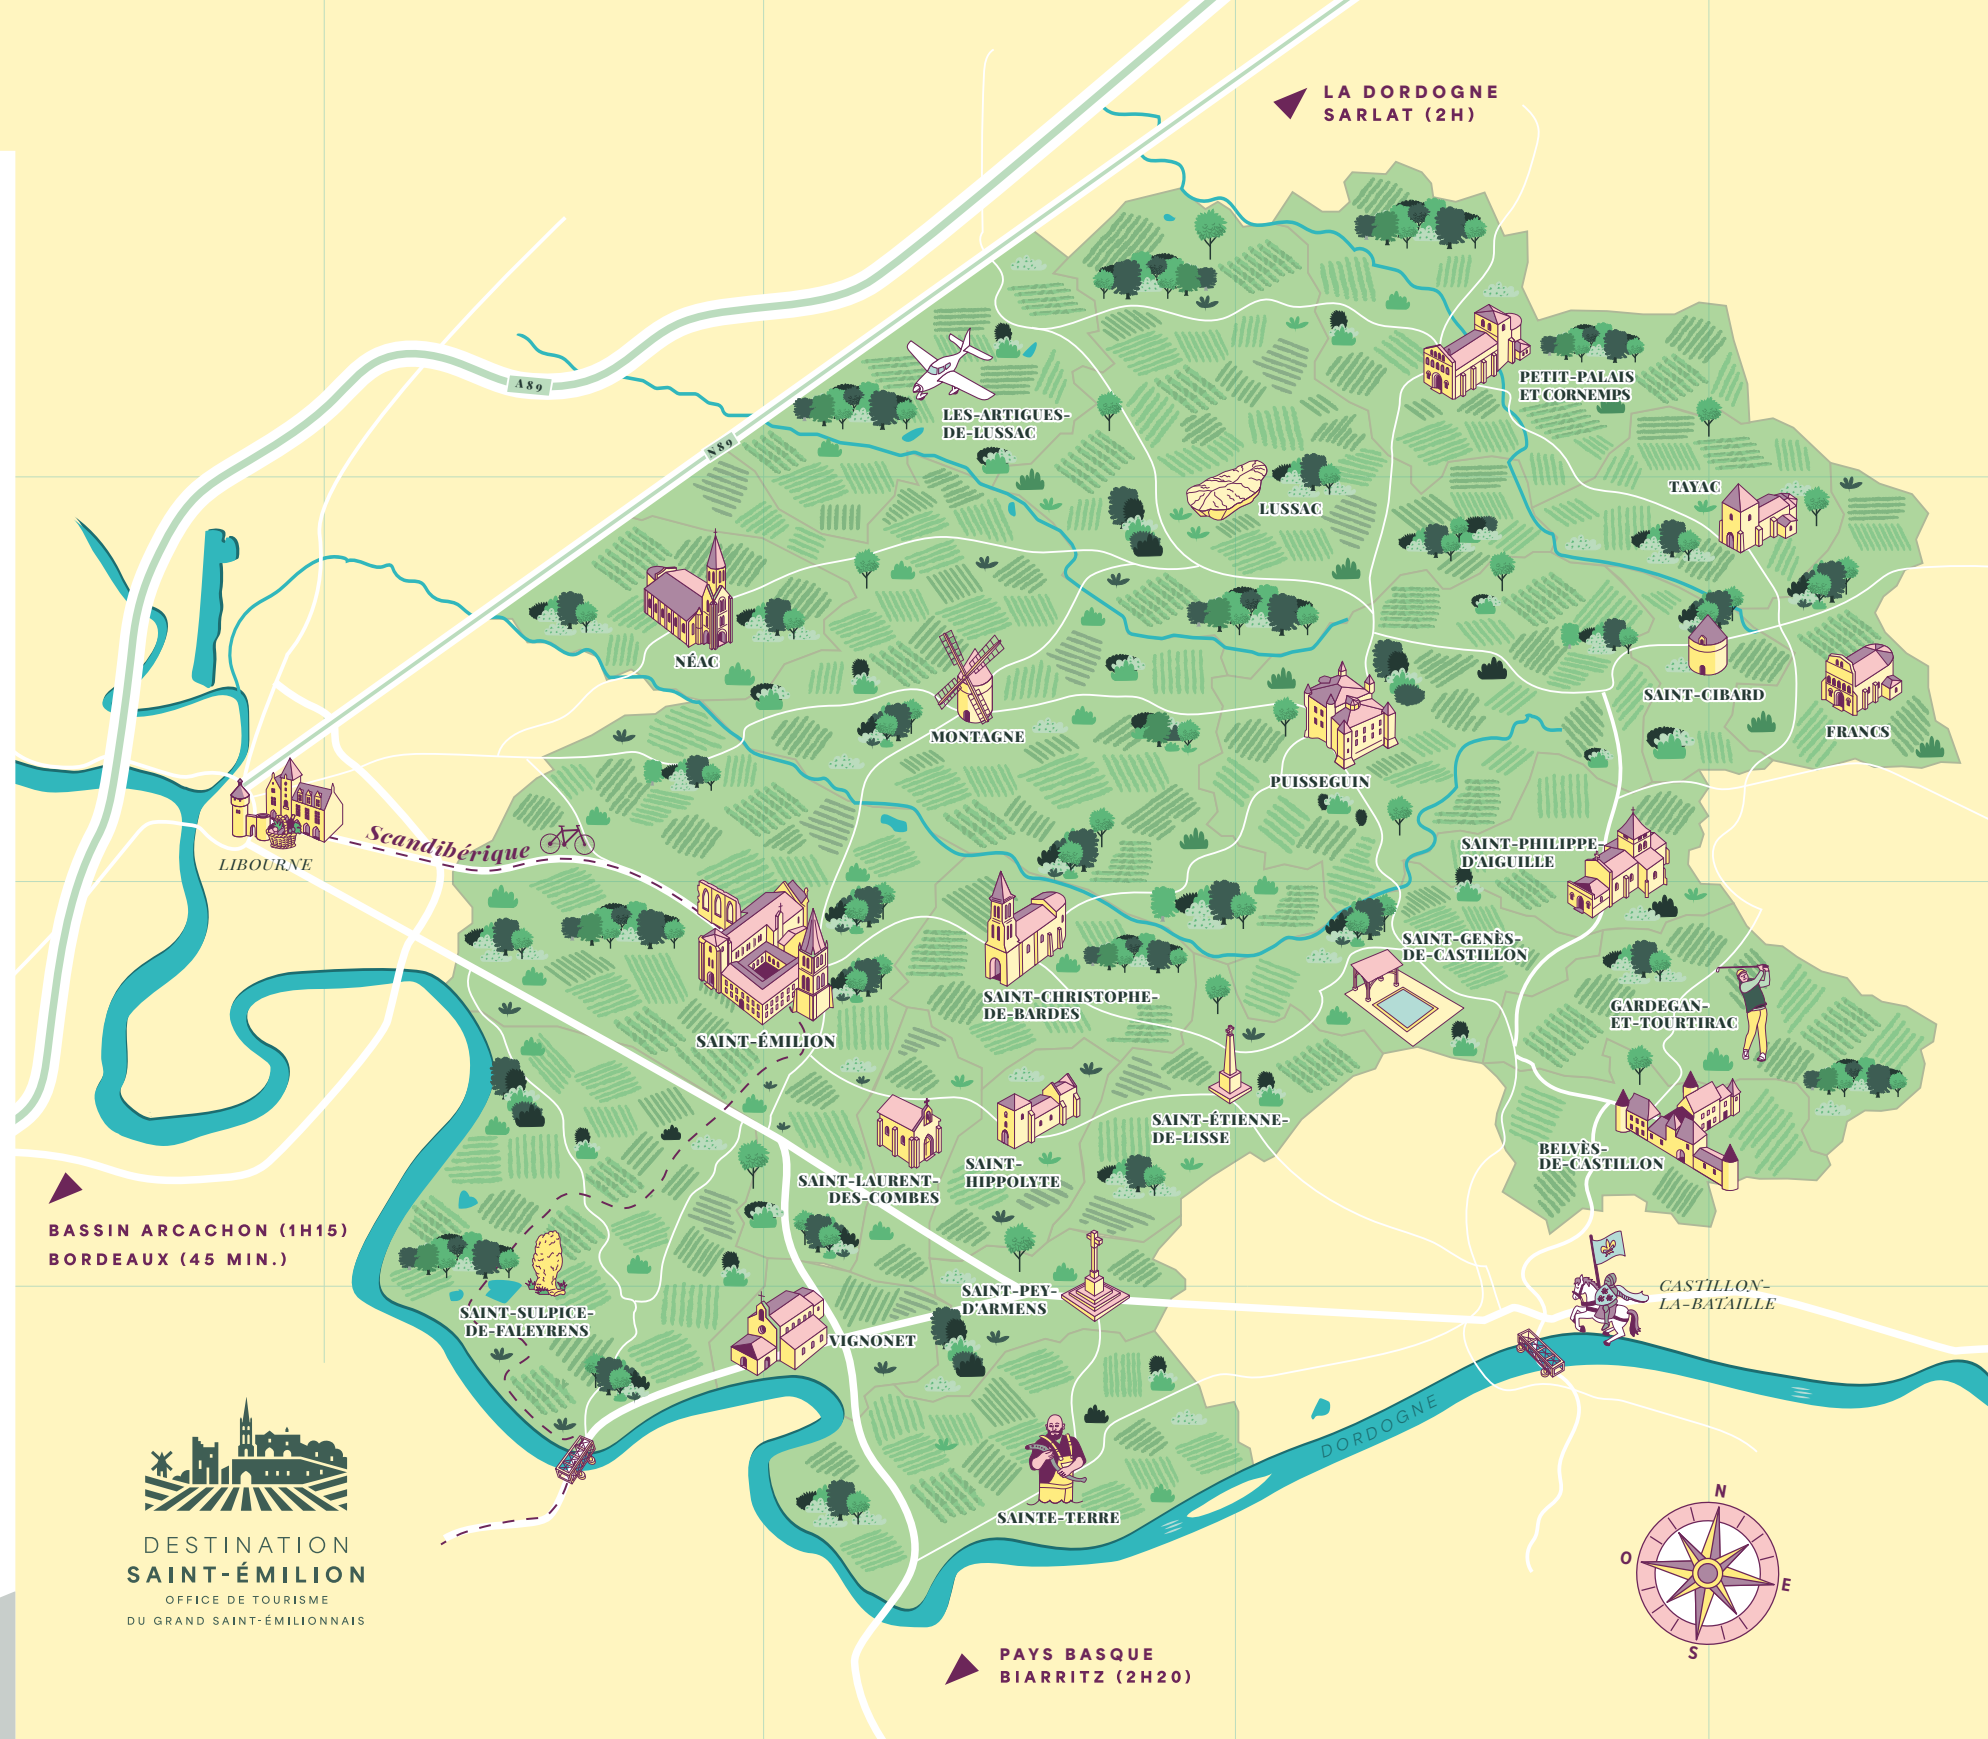 LA DORDOGNE
SARLAT (2H)
A89
N89
PETIT-PALAIS
ET CORNEMPS
LES-ARTIGUES-
DE-LUSSAC
TAYAC
LUSSAC
NÉAC
SAINT-CIBARD
FRANCS
MONTAGNE
PUISSEGUIN
Scandibérique
LIBOURNE
SAINT-PHILIPPE-
D'AIGUILLE
SAINT-GENÈS-
DE-CASTILLON
SAINT-CHRISTOPHE-
DE-BARDES
GARDEGAN-
ET-TOURTIRAC
SAINT-ÉMILION
SAINT-ÉTIENNE-
DE-LISSE
BELVÈS-
DE-CASTILLON
SAINT-
HIPPOLYTE
SAINT-LAURENT-
DES-COMBES
BASSIN ARCACHON (1H15)
BORDEAUX (45 MIN.)
SAINT-PEY-
D'ARMENS
CASTILLON-
LA-BATAILLE
SAINT-SULPICE-
DE-FALEYRENS
VIGNONET
DORDOGNE
SAINTE-TERRE
DESTINATION
SAINT-ÉMILION
OFFICE DE TOURISME
DU GRAND SAINT-ÉMILIONNAIS
N
O
E
S
PAYS BASQUE
BIARRITZ (2H20)